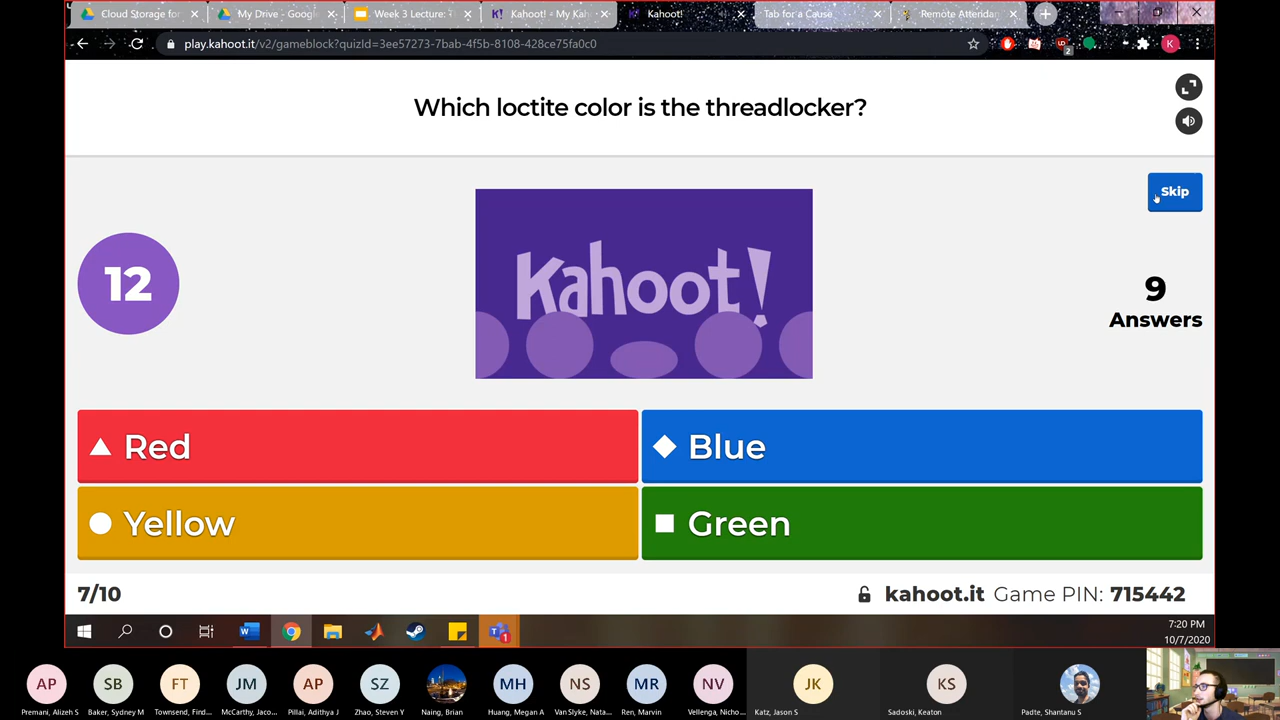 Cloud Storage for
My Drive - Google
Week 3 Lecture: T
K! Kahoot! - My Kah
Kahoot!
Tab for a Cause
Remote Attendan
play.kahoot.it/v2/gameblock?quizId=3ee57273-7bab-4f5b-8108-428ce75fa0c0
2
K
Which loctite color is the threadlocker?
Skip
12
Kahoot!
9
Answers
Red
Blue
Yellow
Green
7/10
kahoot.it Game PIN: 715442
1
7:20 PM
10/7/2020
AP
SB
FT
JM
AP
SZ
MH
NS
MR
NV
JK
KS
Premani, Alizeh S
Baker, Sydney M
Townsend, Find...
McCarthy, Jaco...
Pillai, Adithya J
Zhao, Steven Y
Naing, Brian
Huang, Megan A
Van Slyke, Nata...
Ren, Marvin
Vellenga, Nicho...
Katz, Jason S
Sadoski, Keaton
Padte, Shantanu S